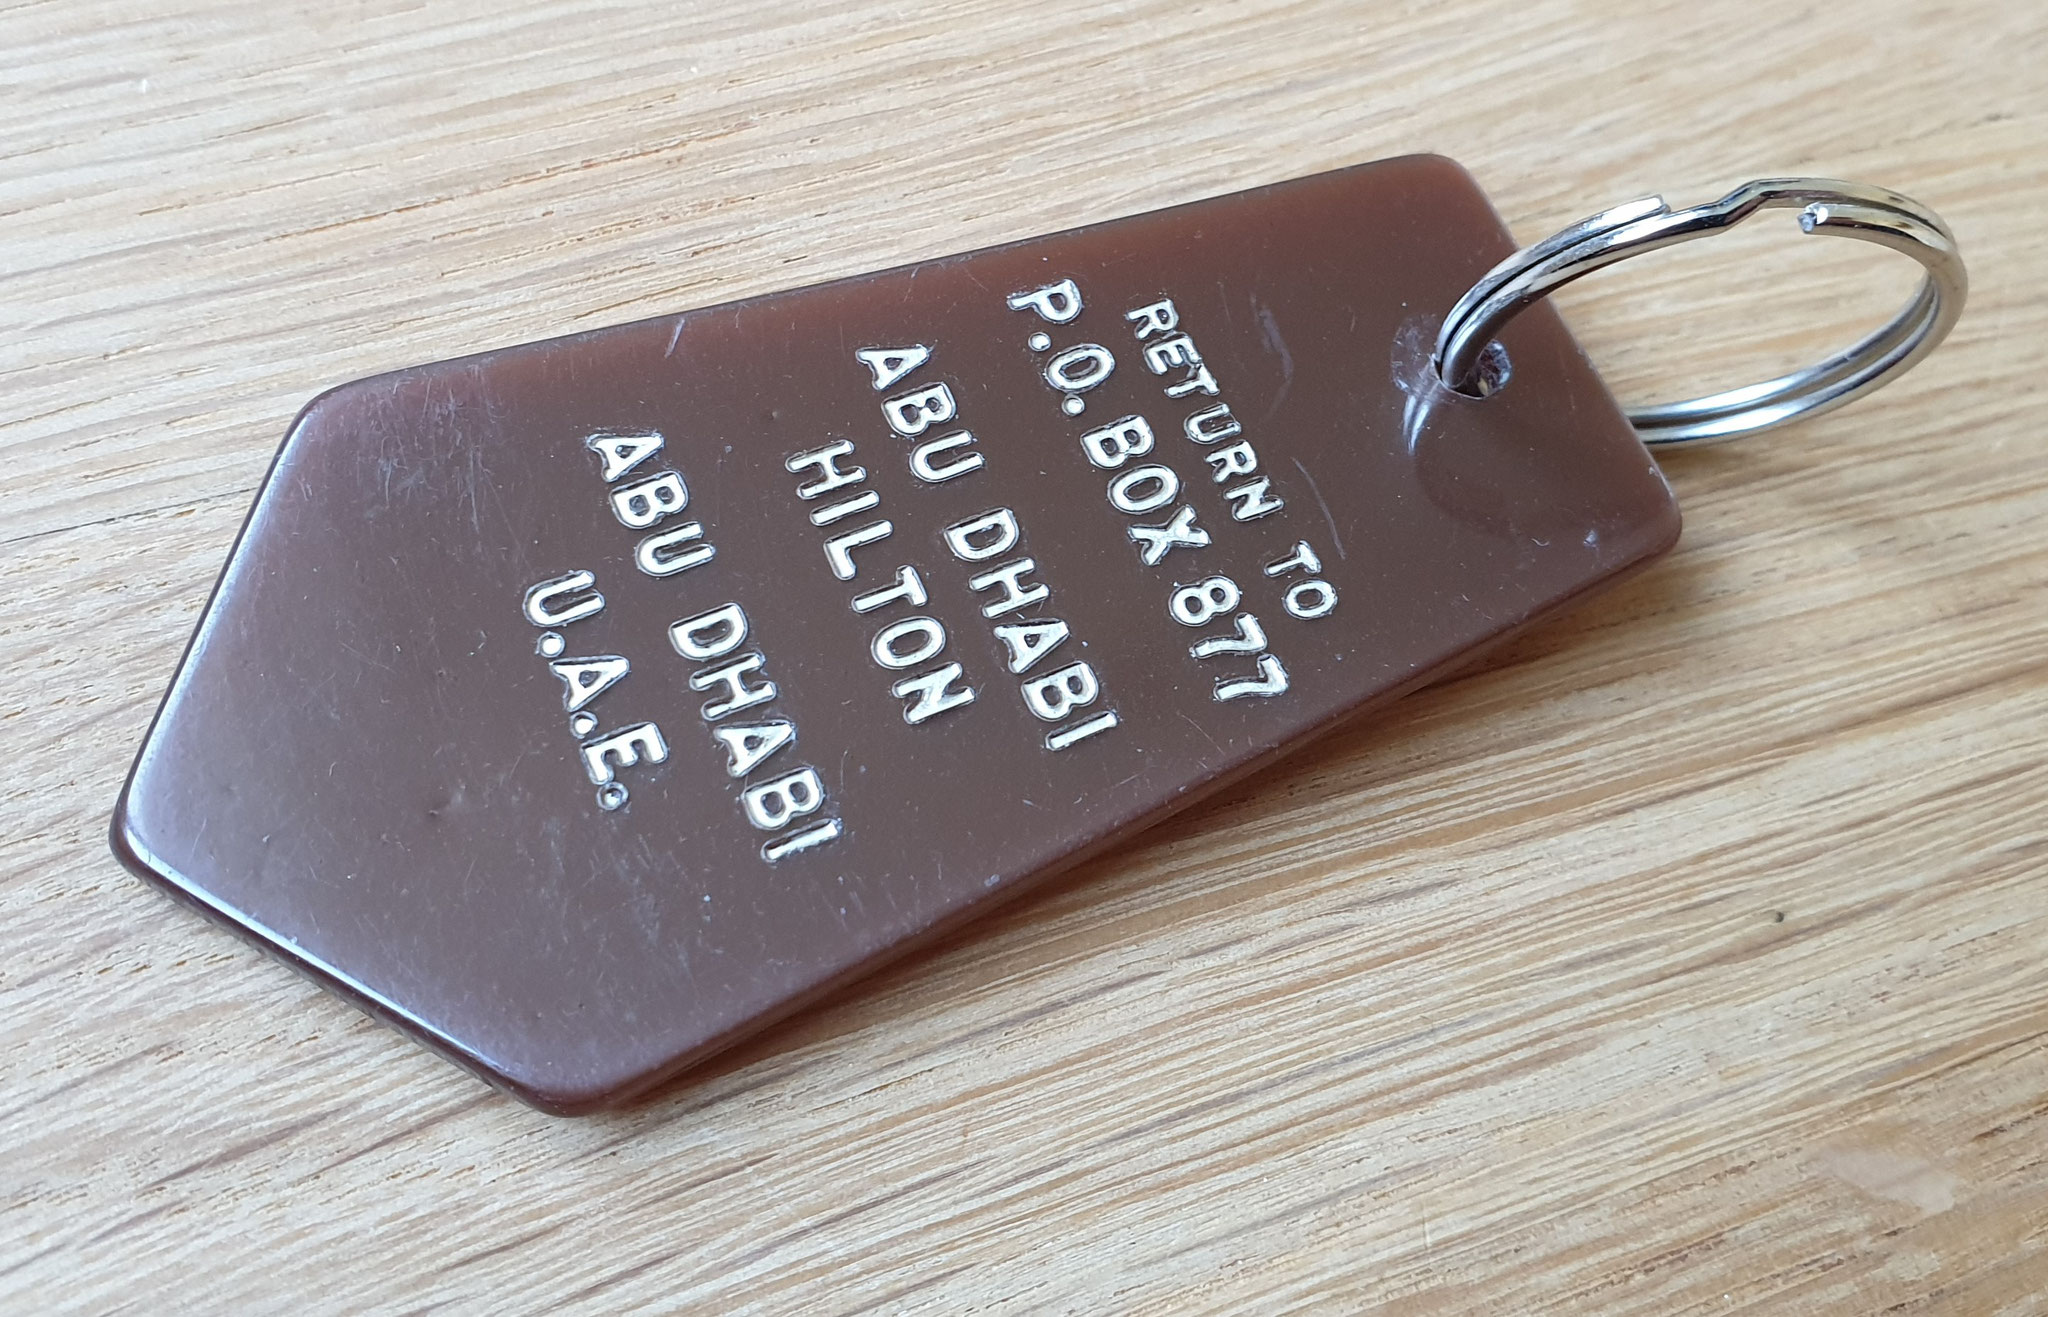 RETURN TO
P.O. BOX 877
ABU DHABI
HILTON
ABU DHABI
U.A.E.